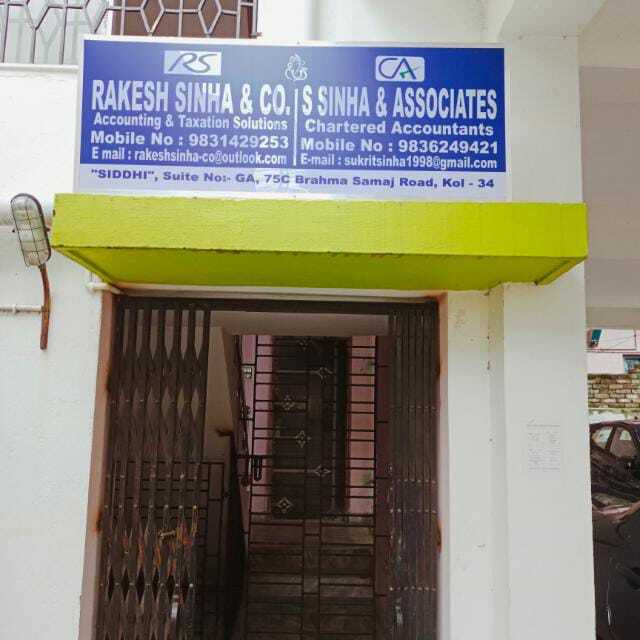 RS
RAKESH SINHA & CO.
Accounting & Taxation Solutions
Mobile No : 9831429253
E mail : rakeshsinha-co@outlook.com
CA
S SINHA & ASSOCIATES
Chartered Accountants
Mobile No : 9836249421
E-mail : sukritsinha1998@gmail.com
"SIDDHI", Suite No:- GA, 75C Brahma Samaj Road, Kol - 34